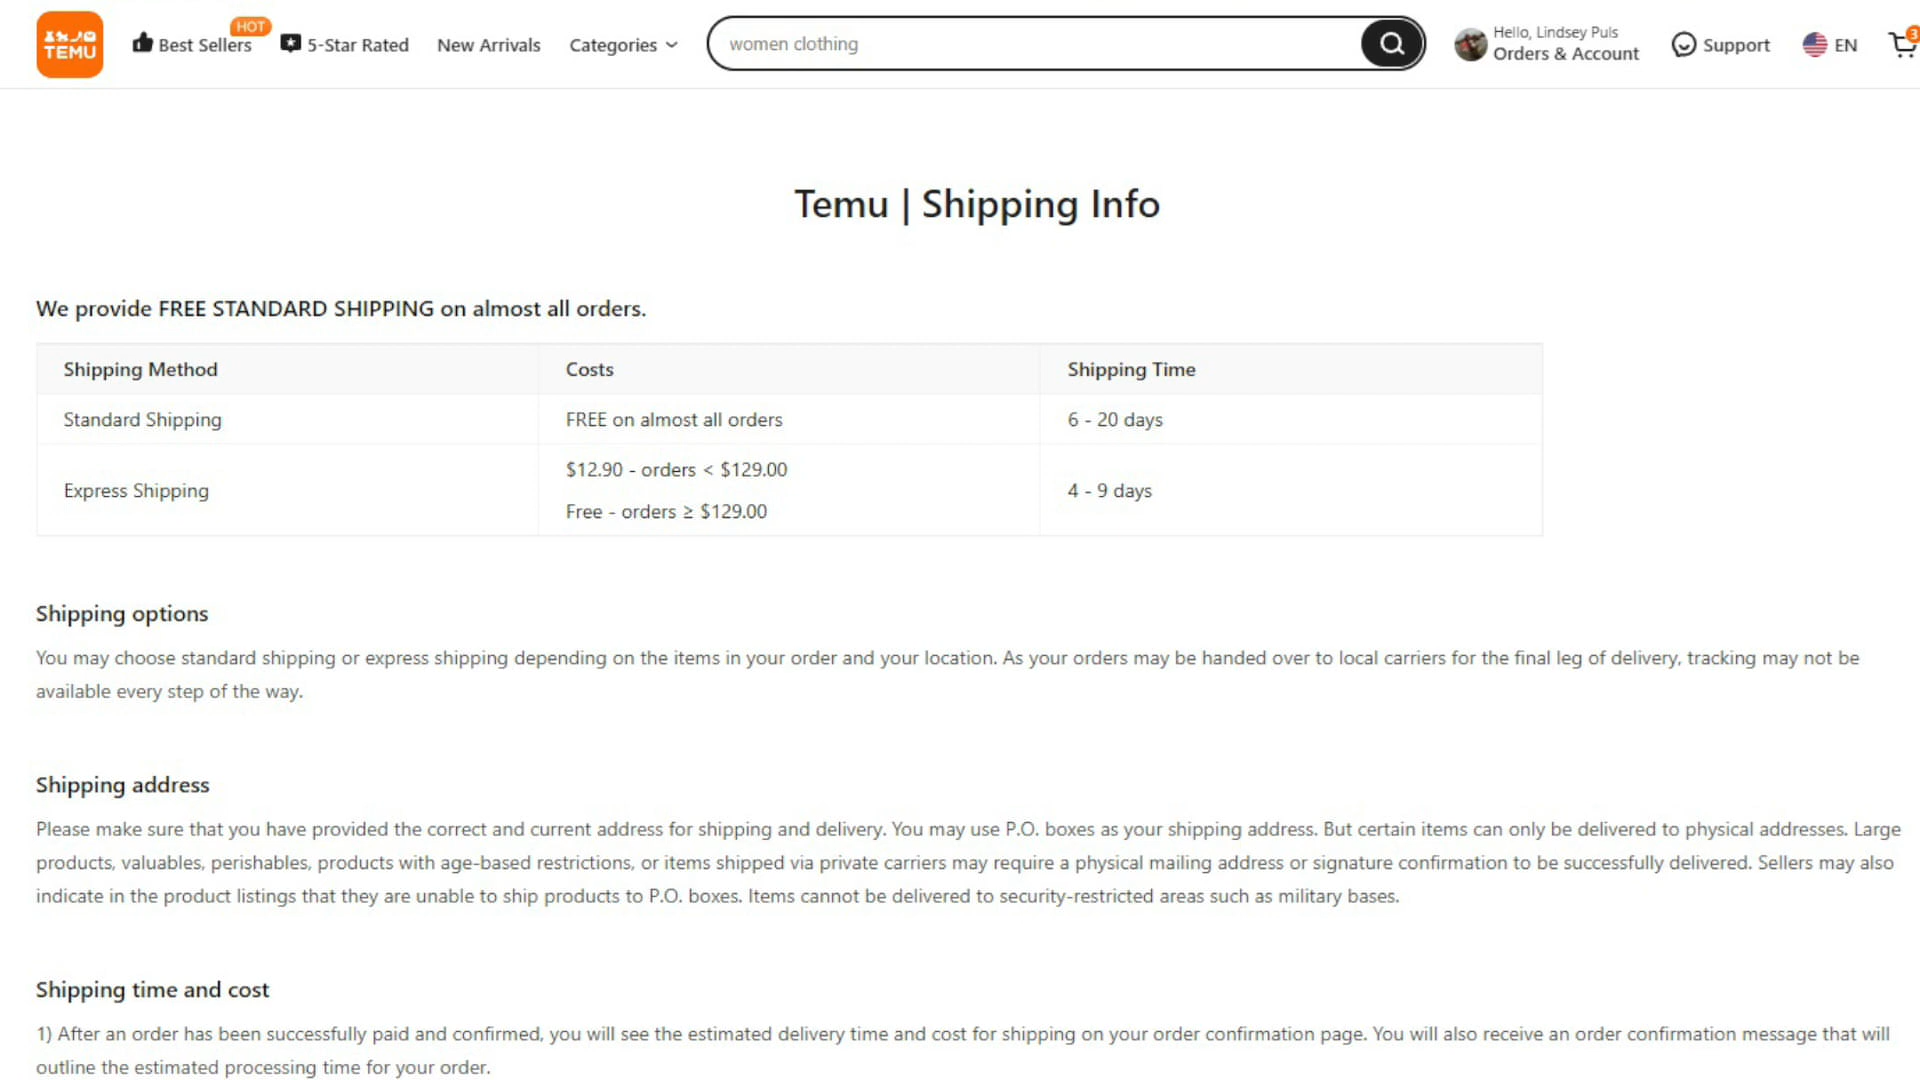 TEMU
Best Sellers
HOT
5-Star Rated
New Arrivals
Categories
women clothing
Hello, Lindsey Puls
Orders & Account
Support
EN
3
Temu | Shipping Info
We provide FREE STANDARD SHIPPING on almost all orders.
Shipping Method Costs Shipping Time
Standard Shipping FREE on almost all orders 6 - 20 days
$12.90 - orders < $129.00
Express Shipping 4 - 9 days
Free - orders ≥ $129.00
Shipping options
You may choose standard shipping or express shipping depending on the items in your order and your location. As your orders may be handed over to local carriers for the final leg of delivery, tracking may not be
available every step of the way.
Shipping address
Please make sure that you have provided the correct and current address for shipping and delivery. You may use P.O. boxes as your shipping address. But certain items can only be delivered to physical addresses. Large
products, valuables, perishables, products with age-based restrictions, or items shipped via private carriers may require a physical mailing address or signature confirmation to be successfully delivered. Sellers may also
indicate in the product listings that they are unable to ship products to P.O. boxes. Items cannot be delivered to security-restricted areas such as military bases.
Shipping time and cost
1) After an order has been successfully paid and confirmed, you will see the estimated delivery time and cost for shipping on your order confirmation page. You will also receive an order confirmation message that will
outline the estimated processing time for your order.